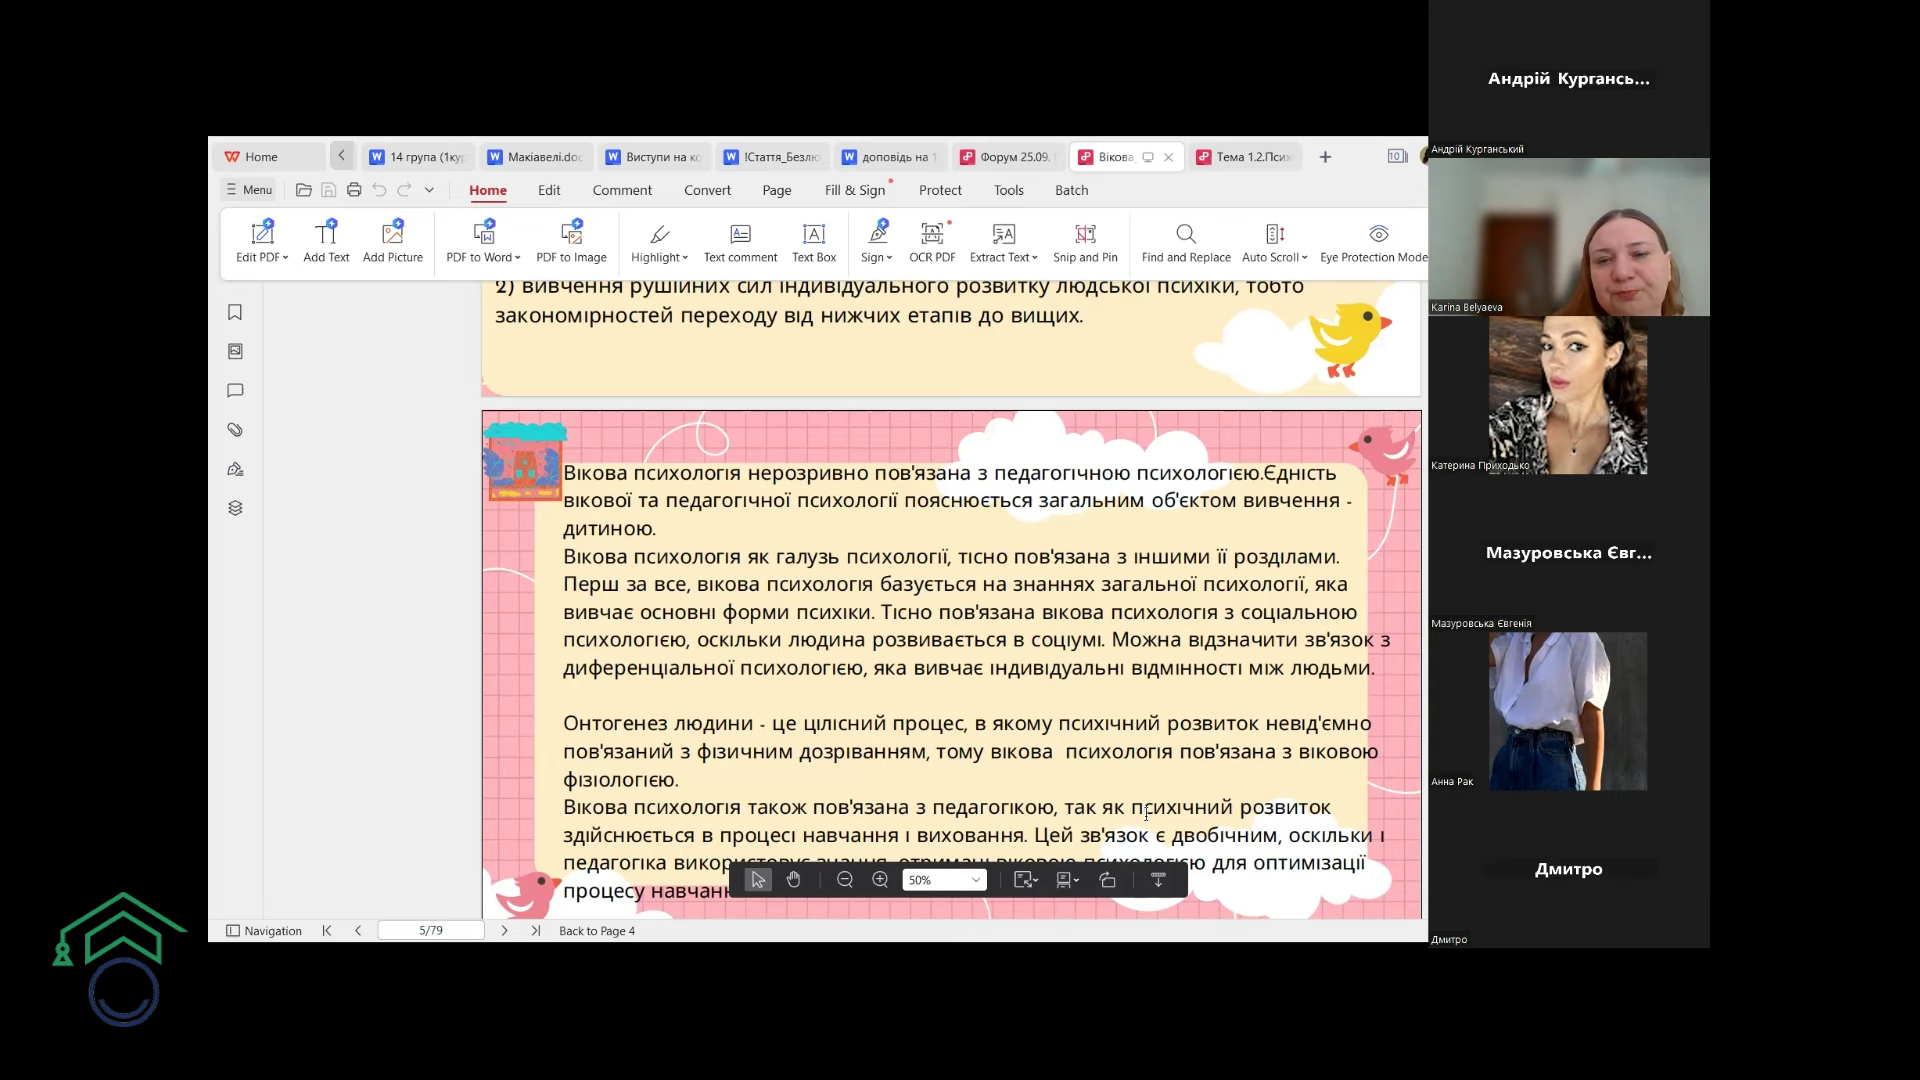 Home
14 група (1кур
Макіавелі.doc
Виступи на ко
!Стаття_Безлю
доповідь на 1
Форум 25.09.
Вікова_
Тема 1.2.Псих
Menu
Home
Edit
Comment
Convert
Page
Fill & Sign
Protect
Tools
Batch
Edit PDF
Add Text
Add Picture
PDF to Word
PDF to Image
Highlight
Text comment
Text Box
Sign
OCR PDF
Extract Text
Snip and Pin
Find and Replace
Auto Scroll
Eye Protection Mode
2) вивчення рушійних сил індивідуального розвитку людської психіки, тобто
закономірностей переходу від нижчих етапів до вищих.
Вікова психологія нерозривно пов'язана з педагогічною психологією.Єдність
вікової та педагогічної психології пояснюється загальним об'єктом вивчення -
дитиною.
Вікова психологія як галузь психології, тісно пов'язана з іншими її розділами.
Перш за все, вікова психологія базується на знаннях загальної психології, яка
вивчає основні форми психіки. Тісно пов'язана вікова психологія з соціальною
психологією, оскільки людина розвивається в соціумі. Можна відзначити зв'язок з
диференціальної психологією, яка вивчає індивідуальні відмінності між людьми.
Онтогенез людини - це цілісний процес, в якому психічний розвиток невід'ємно
пов'язаний з фізичним дозріванням, тому вікова  психологія пов'язана з віковою
фізіологією.
Вікова психологія також пов'язана з педагогікою, так як психічний розвиток
здійснюється в процесі навчання і виховання. Цей зв'язок є двобічним, оскільки і
педагогіка використовує знання, отримані віковою психологією для оптимізації
процесу навчан
50%
Navigation
5/79
Back to Page 4
АндрійУргансь...
Андрій Курганський
Karina Belyaeva
Катерина Приходько
Мазуровська Євг...
Мазуровська Євгенія
Анна Рак
Дмитро
Дмитро